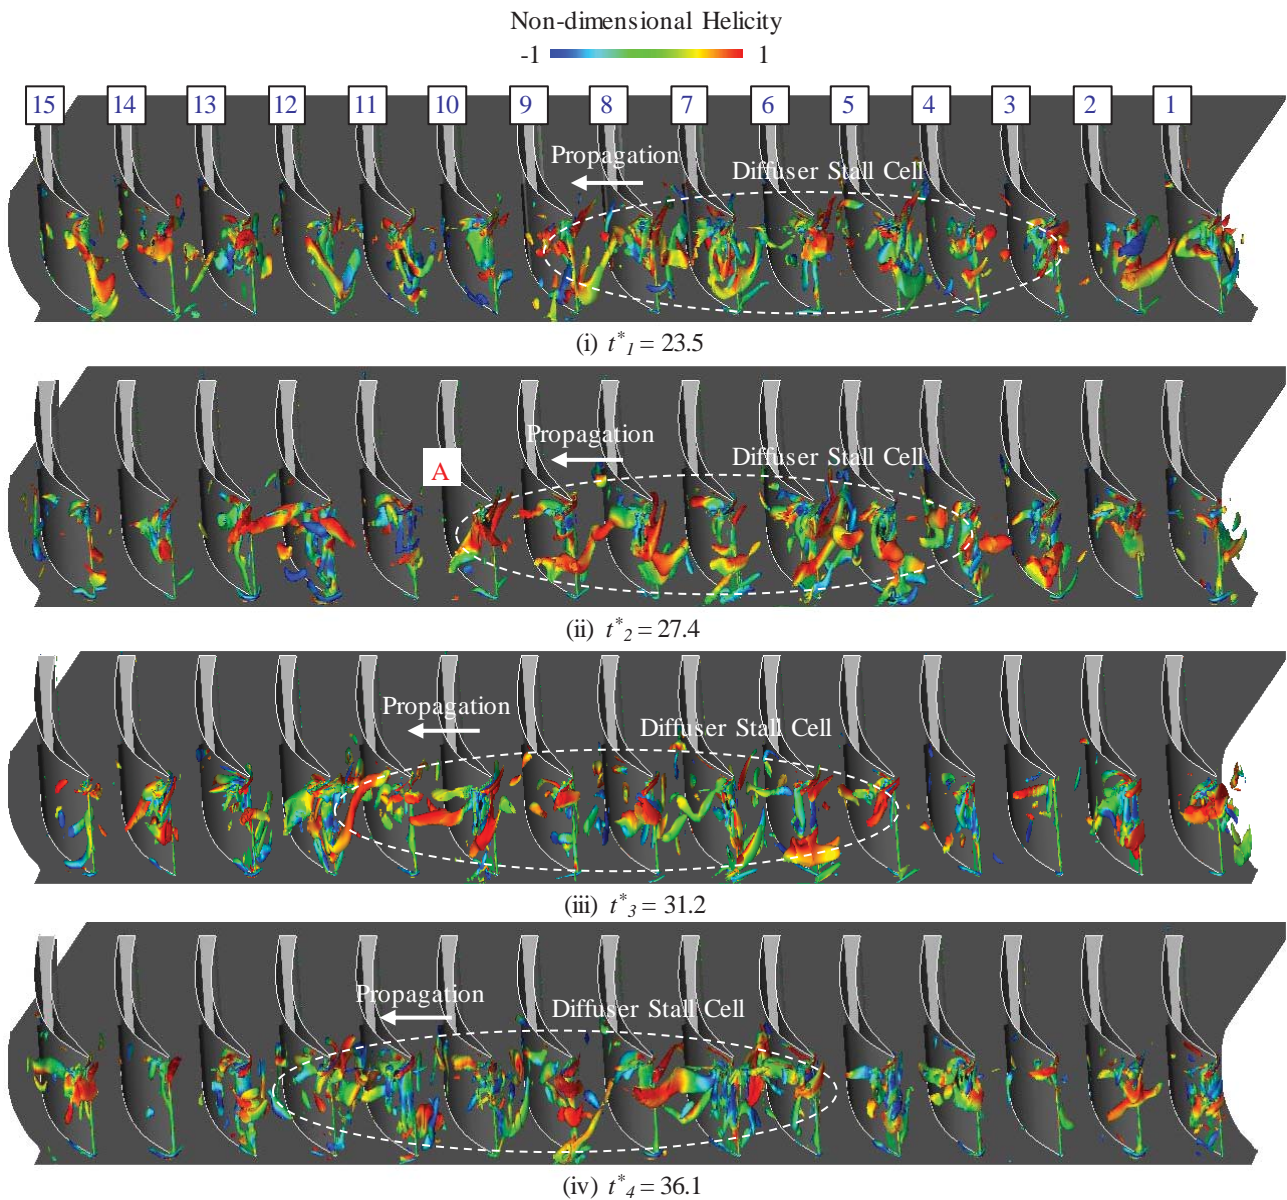 Non-dimensional Helicity
-1 1
15 14 13 12 11 10 9 8 7 6 5 4 3 2 1
Propagation
Diffuser Stall Cell
(i) t*1 = 23.5
Propagation
Diffuser Stall Cell
A
(ii) t*2 = 27.4
Propagation
Diffuser Stall Cell
(iii) t*3 = 31.2
Propagation
Diffuser Stall Cell
(iv) t*4 = 36.1